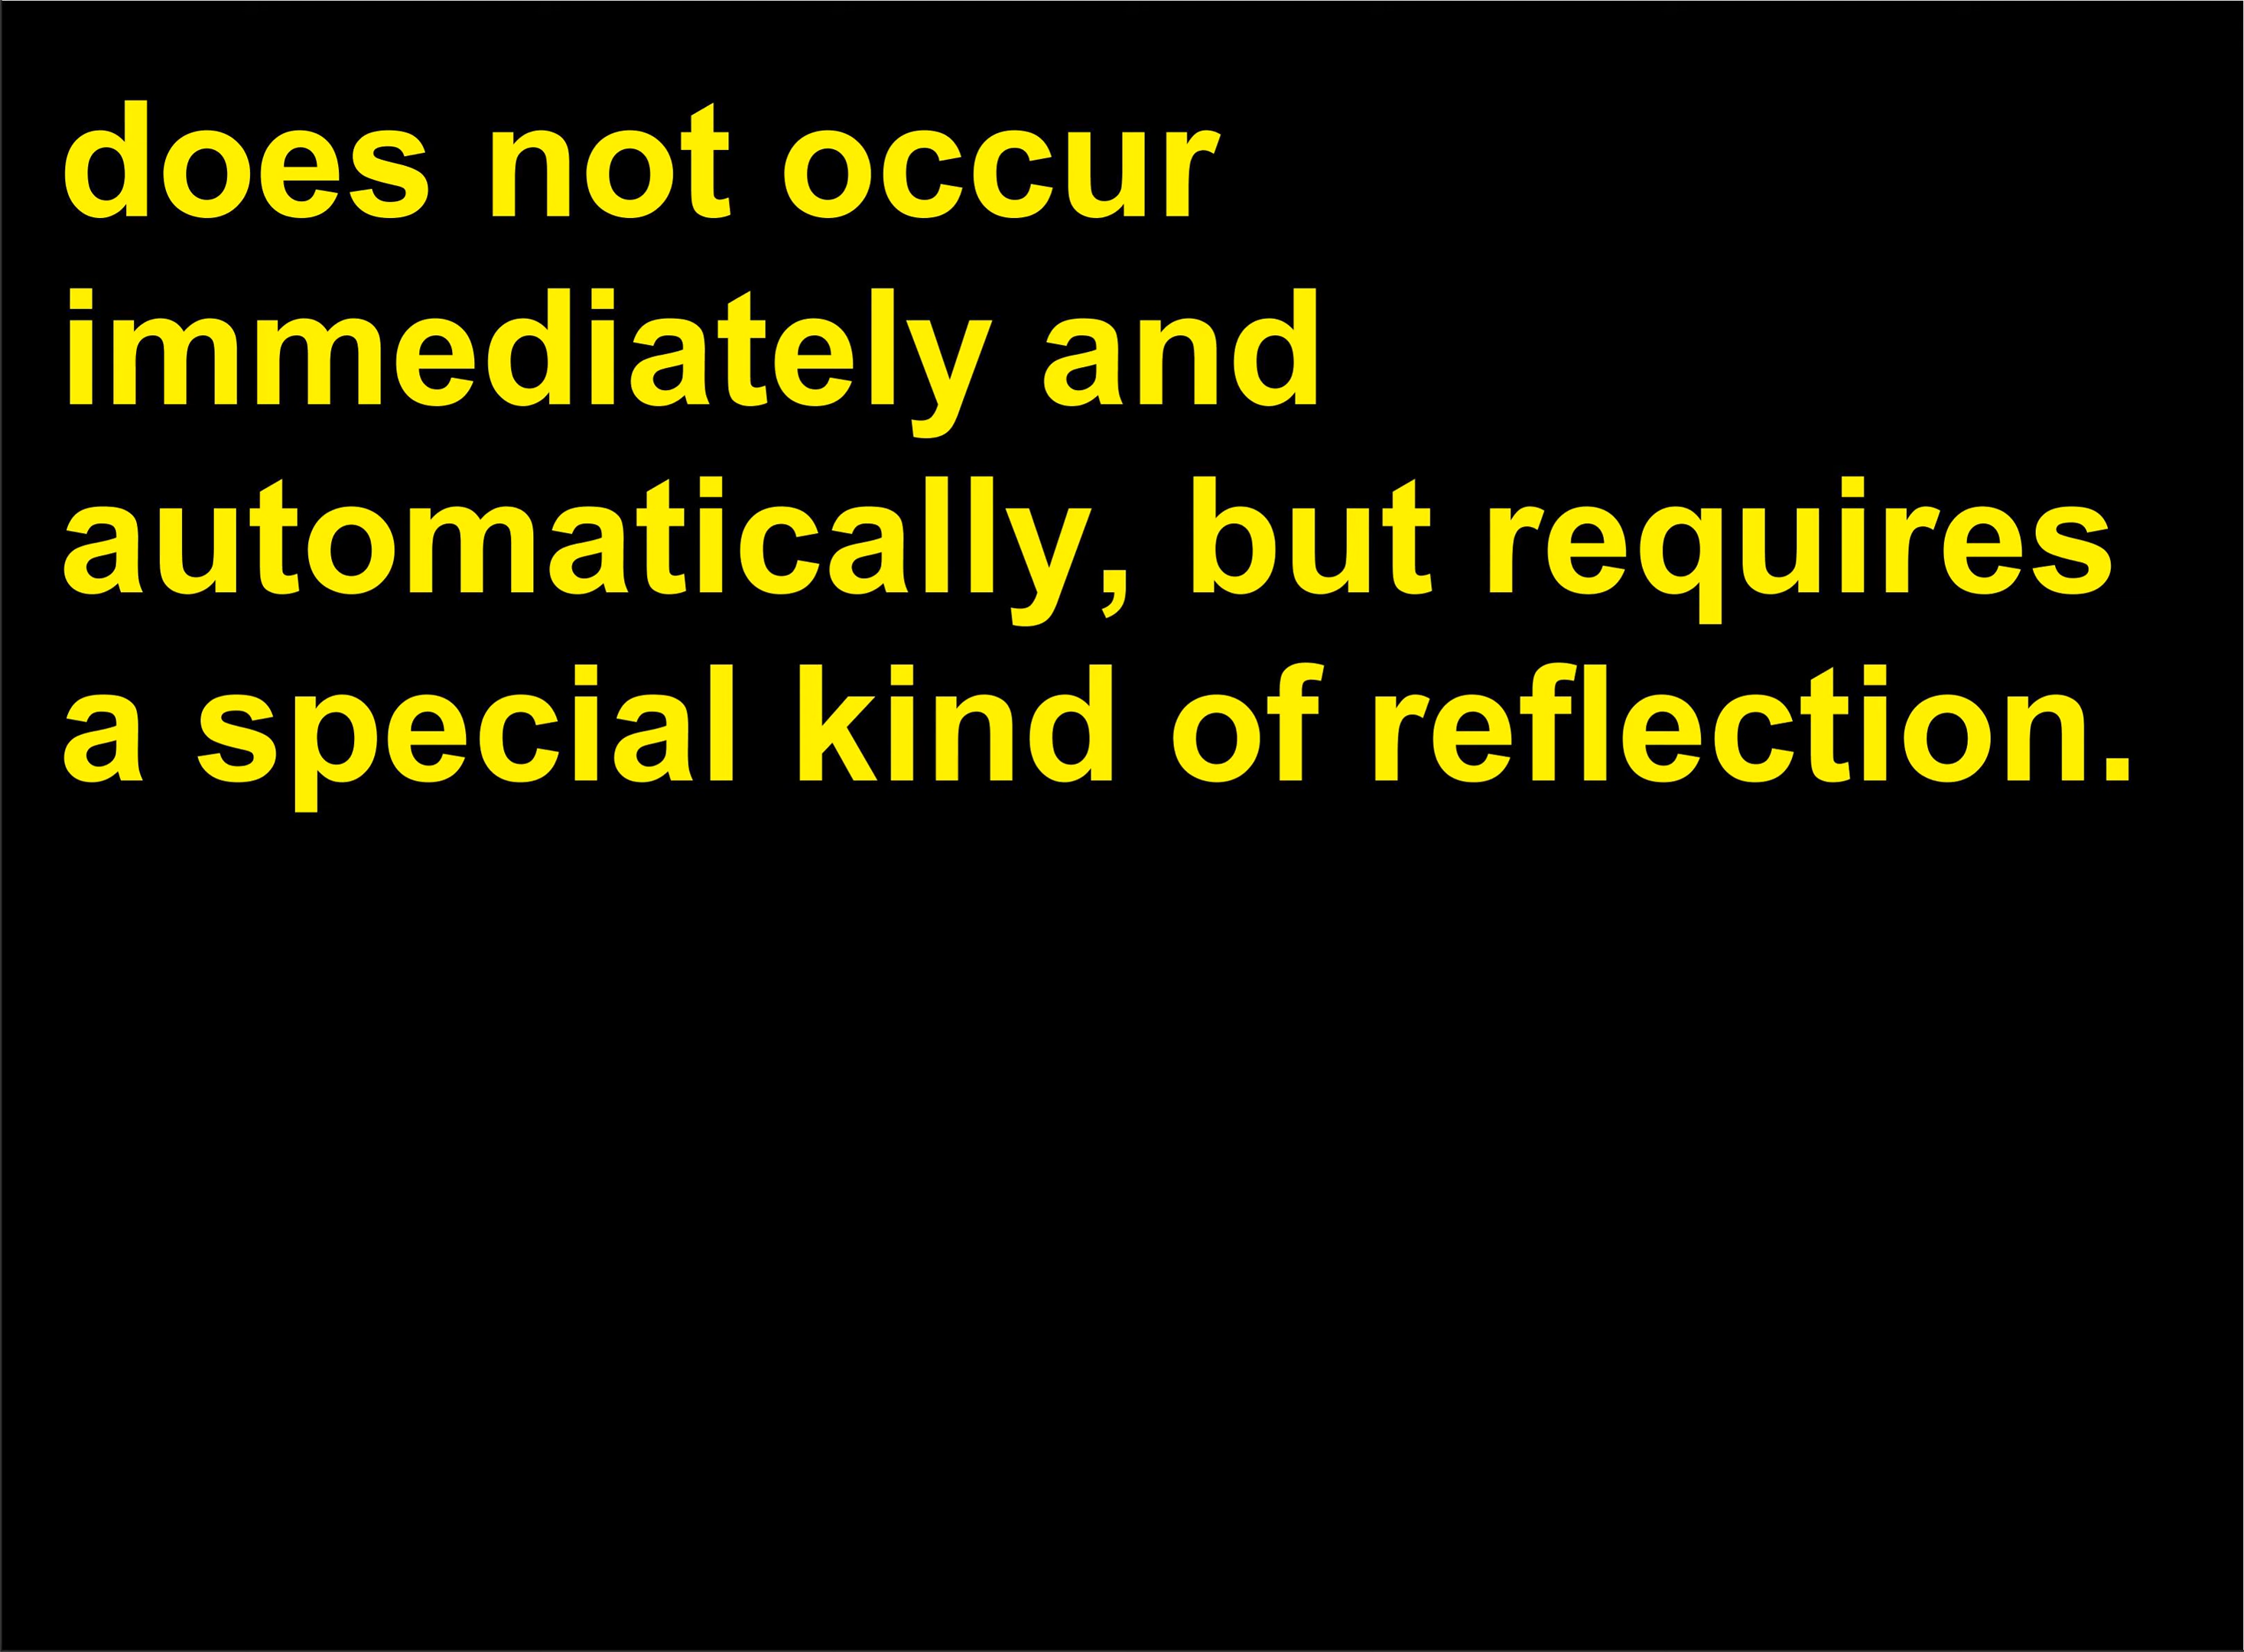 does not occur
immediately and
automatically, but requires
a special kind of reflection.